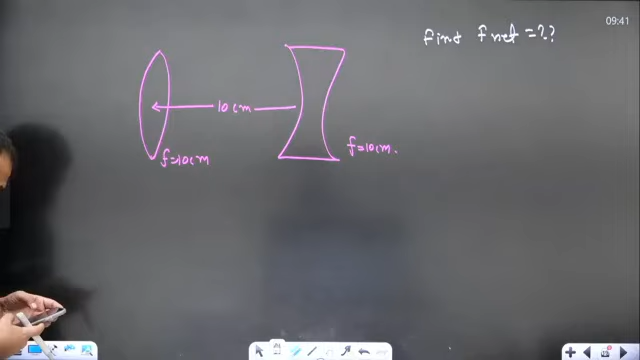 09:41
find f net = ??
10 cm
f=10cm
f=10cm.